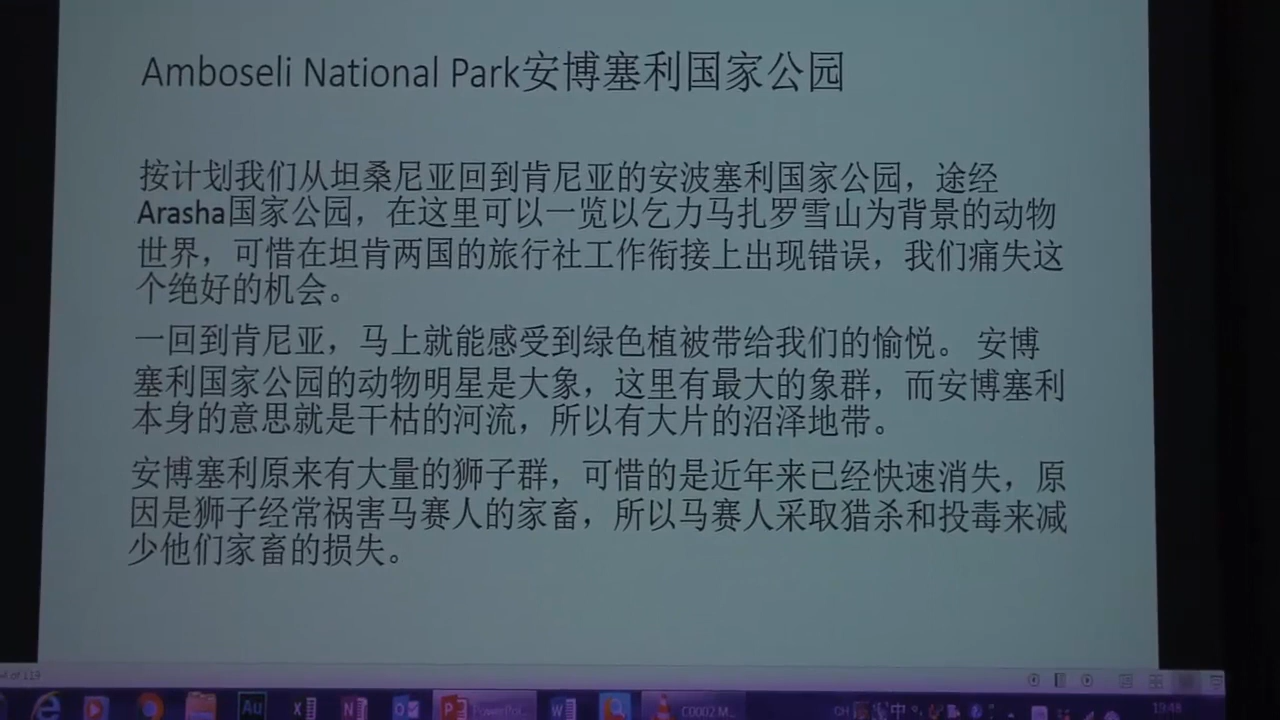 Amboseli National Park安博塞利国家公园
按计划我们从坦桑尼亚回到肯尼亚的安波塞利国家公园，途经
Arasha国家公园，在这里可以一览以乞力马扎罗雪山为背景的动物
世界，可惜在坦肯两国的旅行社工作衔接上出现错误，我们痛失这
个绝好的机会。
一回到肯尼亚，马上就能感受到绿色植被带给我们的愉悦。 安博
塞利国家公园的动物明星是大象，这里有最大的象群，而安博塞利
本身的意思就是干枯的河流，所以有大片的沼泽地带。
安博塞利原来有大量的狮子群，可惜的是近年来已经快速消失，原
因是狮子经常祸害马赛人的家畜，所以马赛人采取猎杀和投毒来减
少他们家畜的损失。
of 119
Au
PowerPoi...
C0002 M...
CH
中
19:48